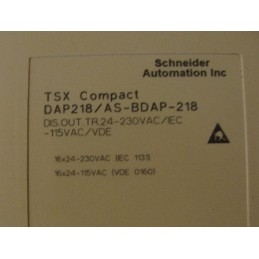 Schneider
Automation Inc
TSX Compact
DAP218/AS-BDAP-218
DIS.OUT.TR.24-230VAC/IEC
-115VAC/VDE
16x24-230VAC (IEC 1131)
16x24-115VAC (VDE 0160)